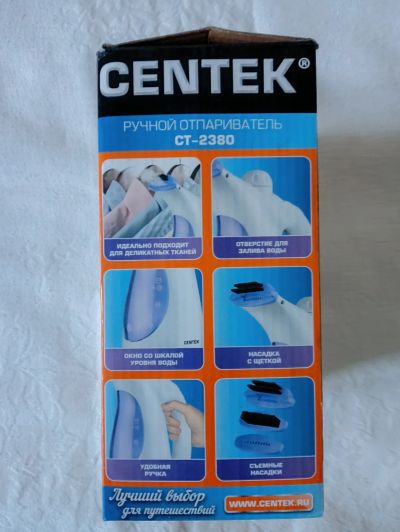 CENTEK®
РУЧНОЙ ОТПАРИВАТЕЛЬ
CT-2380
ИДЕАЛЬНО ПОДХОДИТ
ДЛЯ ДЕЛИКАТНЫХ ТКАНЕЙ
ОТВЕРСТИЕ ДЛЯ
ЗАЛИВА ВОДЫ
CENTEK
ОКНО СО ШКАЛОЙ
УРОВНЯ ВОДЫ
НАСАДКА
С ЩЕТКОЙ
УДОБНАЯ
РУЧКА
СЪЕМНЫЕ
НАСАДКИ
Лучший выбор
для путешествий
WWW.CENTEK.RU